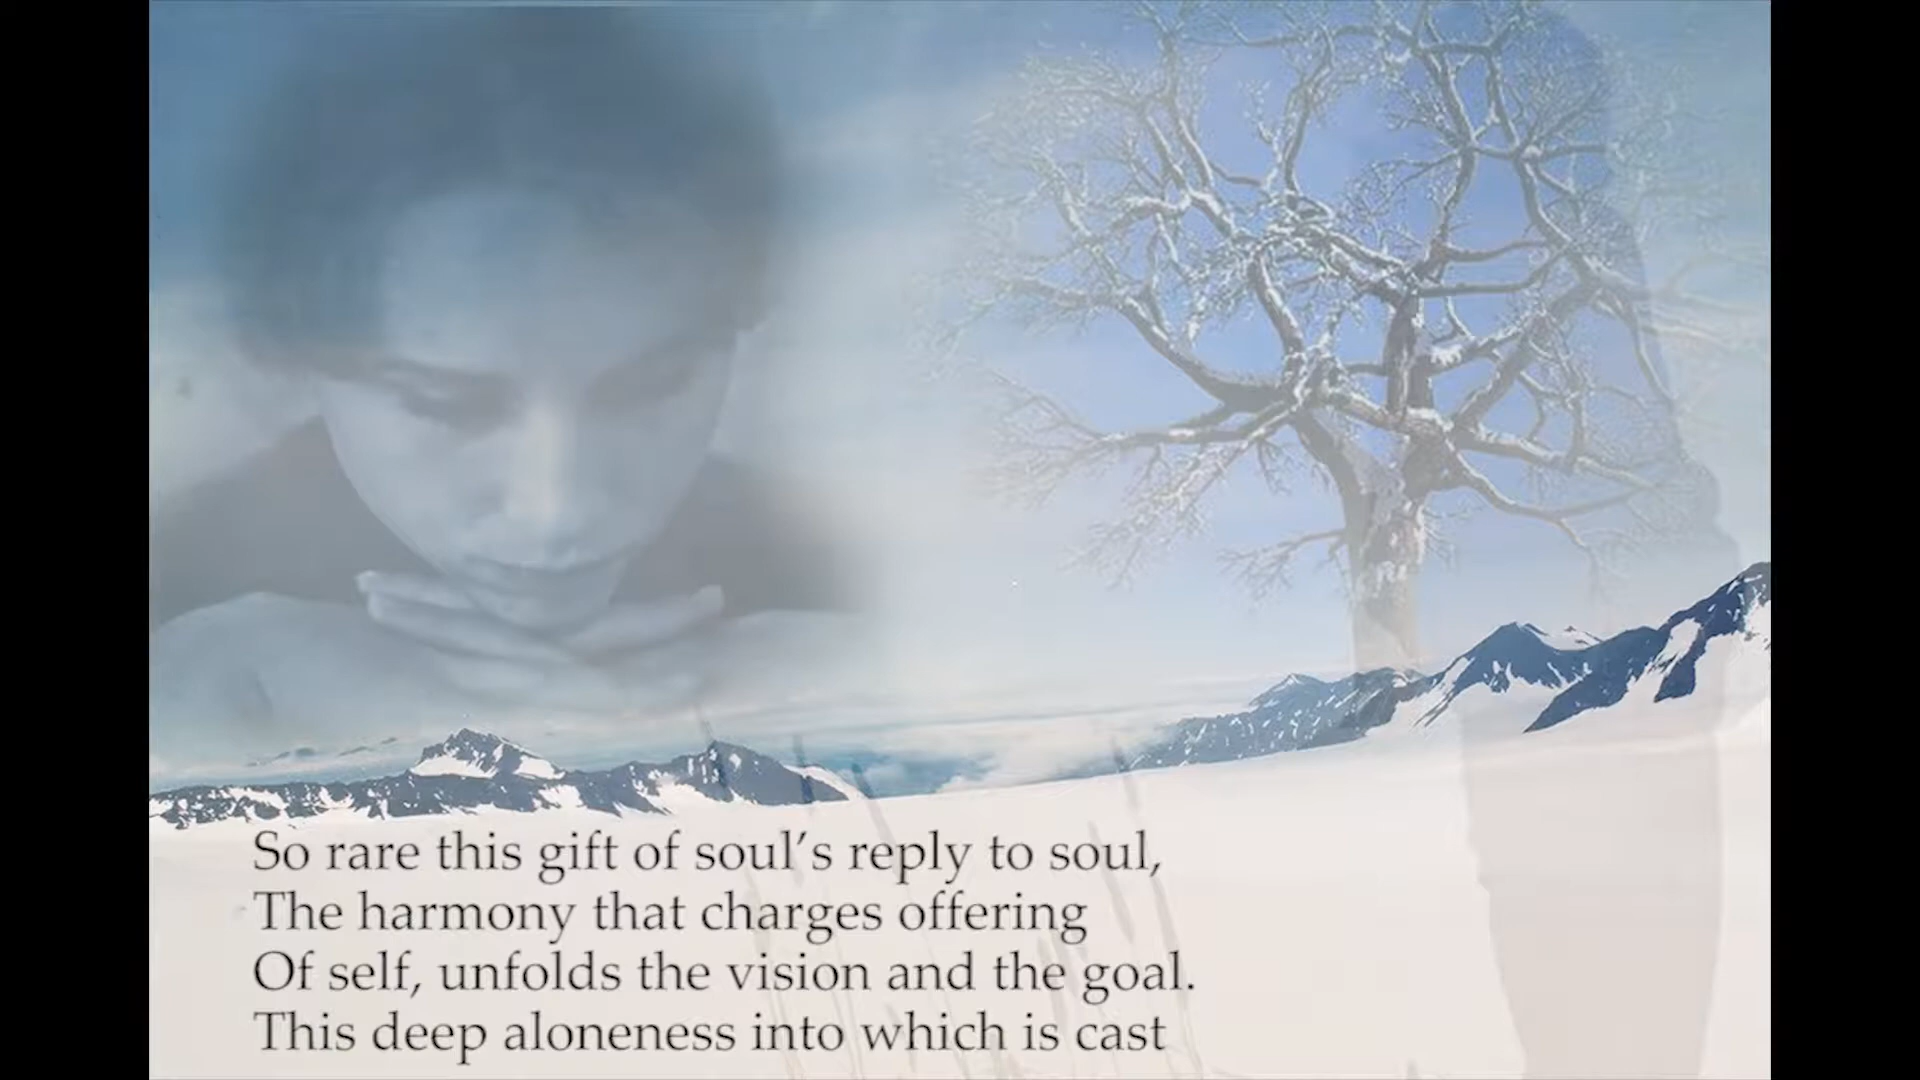 So rare this gift of soul’s reply to soul,
The harmony that charges offering
Of self, unfolds the vision and the goal.
This deep aloneness into which is cast